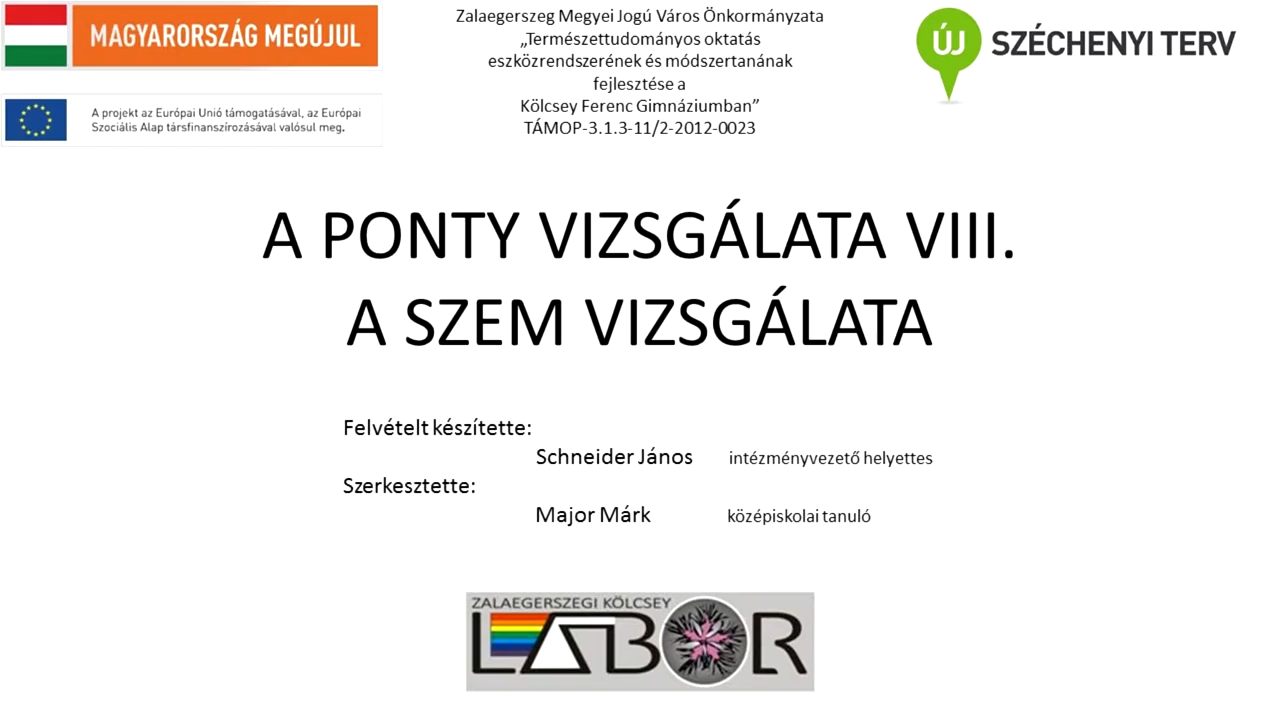 MAGYARORSZÁG MEGÚJUL
A projekt az Európai Unió támogatásával, az Európai
Szociális Alap társfinanszírozásával valósul meg.
Zalaegerszeg Megyei Jogú Város Önkormányzata
„Természettudományos oktatás
eszközrendszerének és módszertanának
fejlesztése a
Kölcsey Ferenc Gimnáziumban”
TÁMOP-3.1.3-11/2-2012-0023
ÚJ SZÉCHENYI TERV
A PONTY VIZSGÁLATA VIII.
A SZEM VIZSGÁLATA
Felvételt készítette:
Schneider János intézményvezető helyettes
Szerkesztette:
Major Márk középiskolai tanuló
ZALAEGERSZEGI KÖLCSEY
LABOR